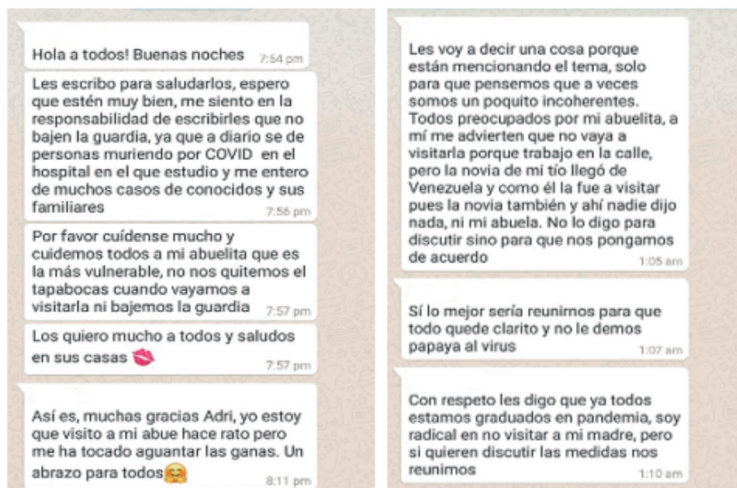 Hola a todos! Buenas noches 7:54 pm
Les escribo para saludarlos, espero
que estén muy bien, me siento en la
responsabilidad de escribirles que no
bajen la guardia, ya que a diario se de
personas muriendo por COVID en el
hospital en el que estudio y me entero
de muchos casos de conocidos y sus
familiares 7:56 pm
Por favor cuídense mucho y
cuidemos todos a mi abuelita que es
la más vulnerable, no nos quitemos el
tapabocas cuando vayamos a
visitarla ni bajemos la guardia 7:57 pm
Los quiero mucho a todos y saludos
en sus casas 💋 7:57 pm
Así es, muchas gracias Adri, yo estoy
que visito a mi abue hace rato pero
me ha tocado aguantar las ganas. Un
abrazo para todos🤗 8:11 pm
Les voy a decir una cosa porque
están mencionando el tema, solo
para que pensemos que a veces
somos un poquito incoherentes.
Todos preocupados por mi abuelita, a
mí me advierten que no vaya a
visitarla porque trabajo en la calle,
pero la novia de mi tío llegó de
Venezuela y como él la fue a visitar
pues la novia también y ahí nadie dijo
nada, ni mi abuela. No lo digo para
discutir sino para que nos pongamos
de acuerdo 1:05 am
Sí lo mejor sería reunirnos para que
todo quede clarito y no le demos
papaya al virus 1:07 am
Con respeto les digo que ya todos
estamos graduados en pandemia, soy
radical en no visitar a mi madre, pero
si quieren discutir las medidas nos
reunimos 1:10 am